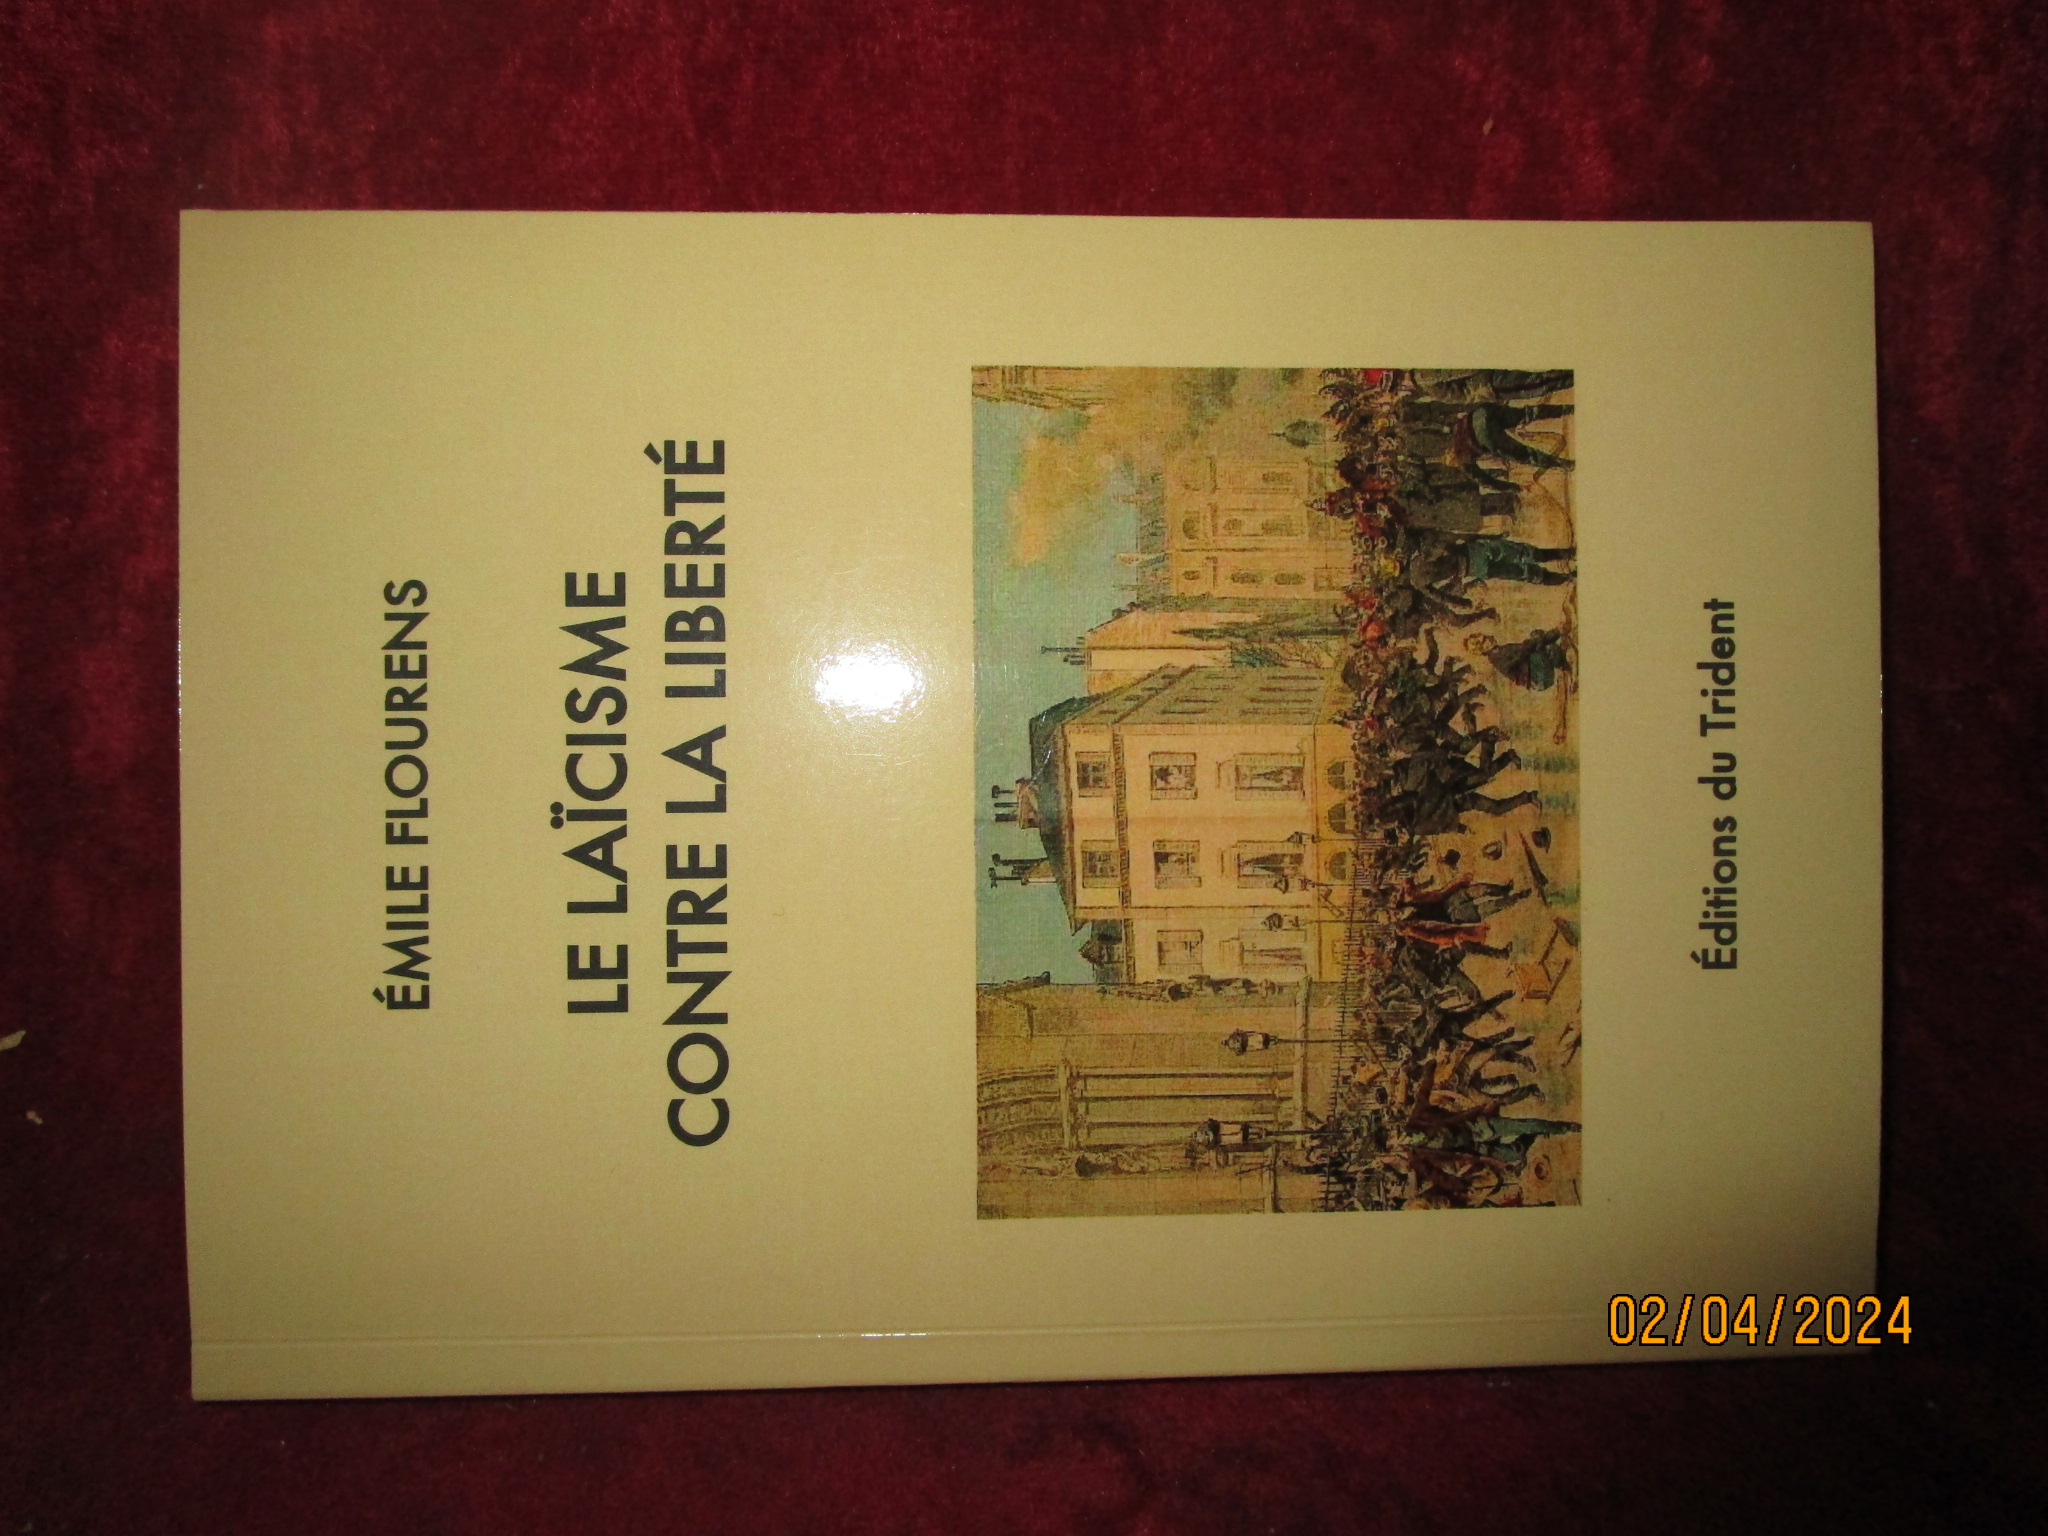 ÉMILE FLOURENS
LE LAÏCISME
CONTRE LA LIBERTÉ
Éditions du Trident
02/04/2024